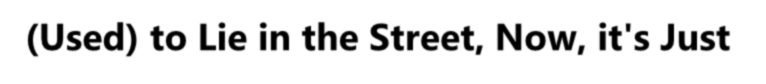 (Used) to Lie in the Street, Now, it's Just